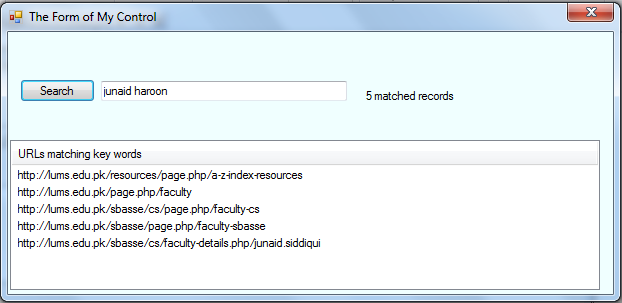 The Form of My Control
Search
junaid haroon
5 matched records
URLs matching key words
http://lums.edu.pk/resources/page.php/a-z-index-resources
http://lums.edu.pk/page.php/faculty
http://lums.edu.pk/sbasse/cs/page.php/faculty-cs
http://lums.edu.pk/sbasse/page.php/faculty-sbasse
http://lums.edu.pk/sbasse/cs/faculty-details.php/junaid.siddiqui